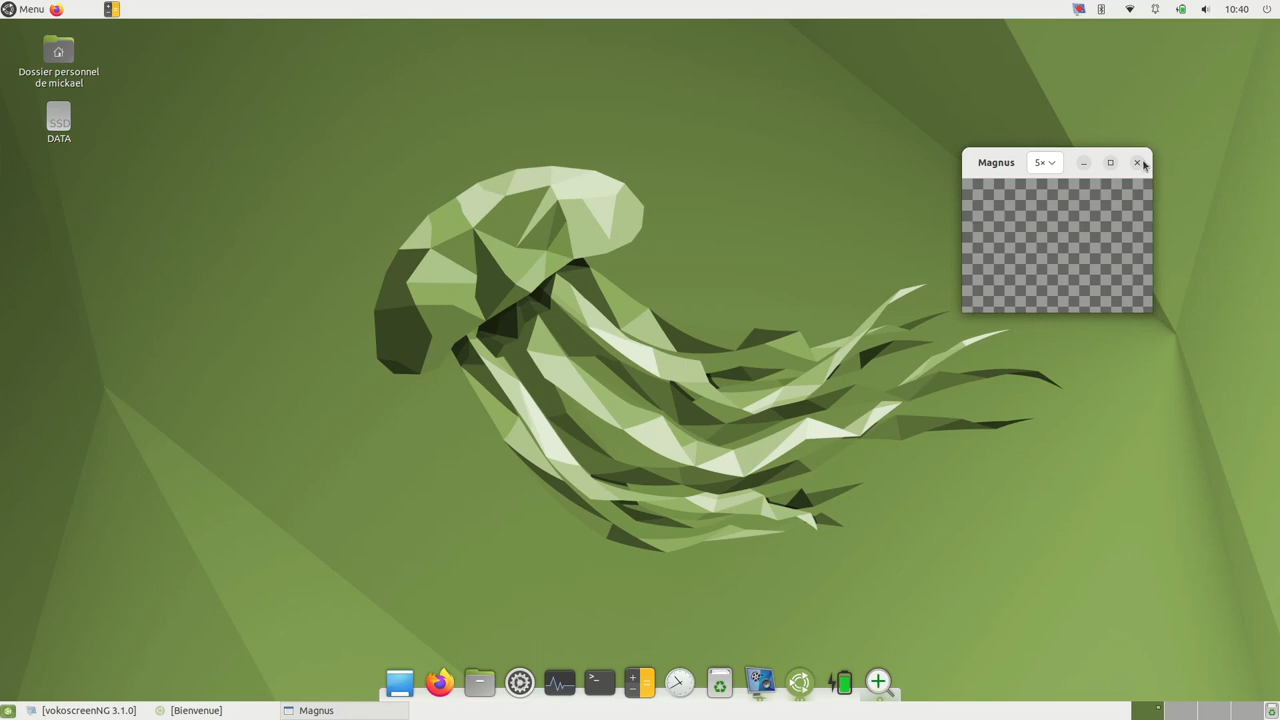 Menu
10:40
Dossier personnel
de mickael
SSD
DATA
Magnus
5×
[vokoscreenNG 3.1.0]
[Bienvenue]
Magnus